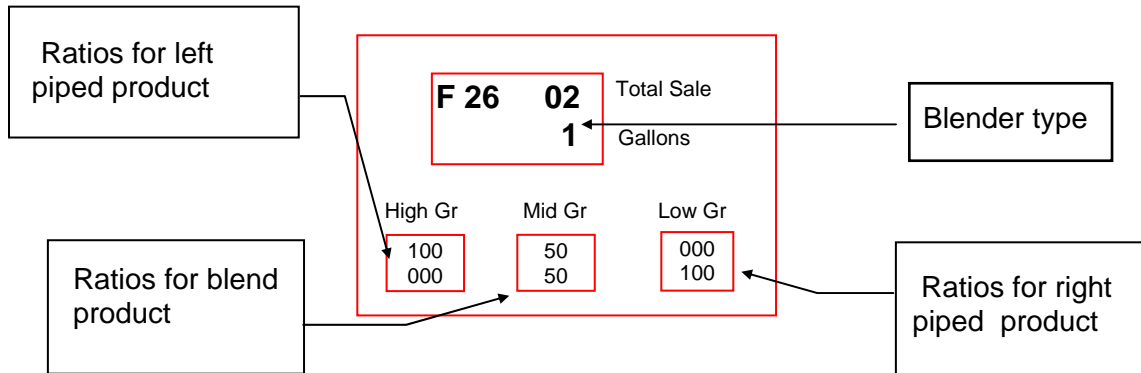 Ratios for left
piped product
F 26 02
Total Sale
1
Gallons
Blender type
High Gr
Mid Gr
Low Gr
100
000
50
50
000
100
Ratios for blend
product
Ratios for right
piped product